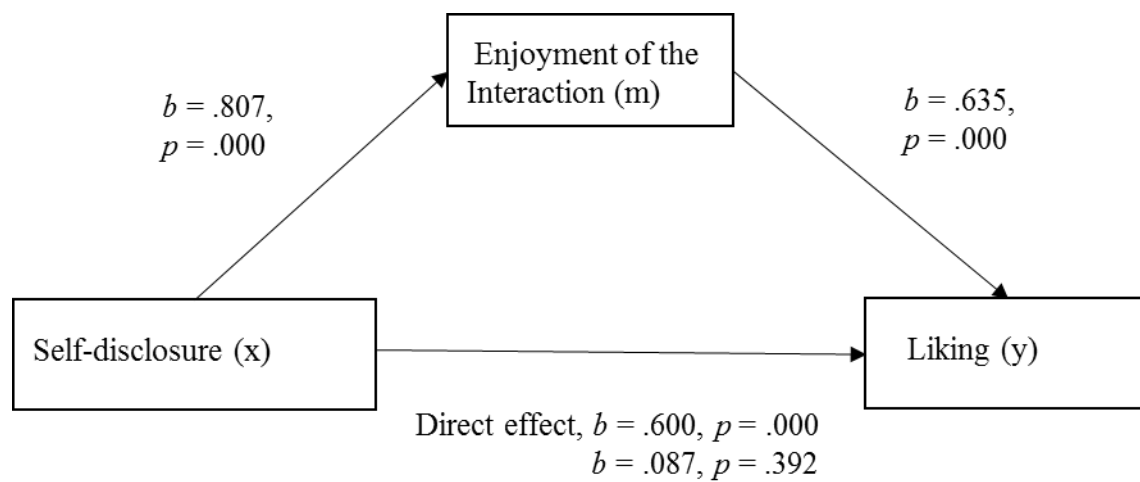 Enjoyment of the
Interaction (m)
b = .807,
p = .000
b = .635,
p = .000
Self-disclosure (x)
Liking (y)
Direct effect, b = .600, p = .000
b = .087, p = .392